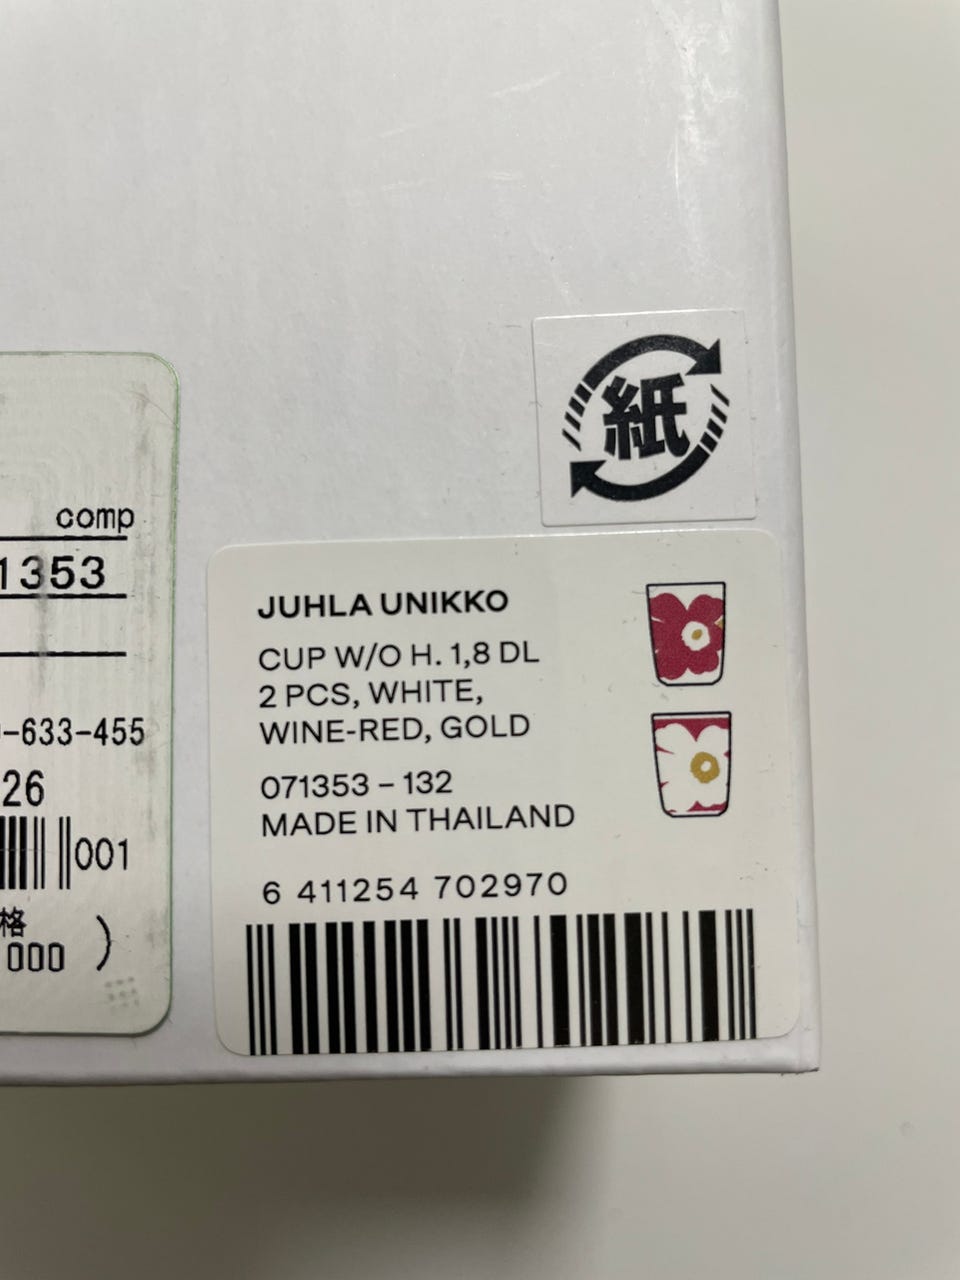 紙
comp
1353
-633-455
26
001
格
000 )
JUHLA UNIKKO
CUP W/O H. 1,8 DL
2 PCS, WHITE,
WINE-RED, GOLD
071353 – 132
MADE IN THAILAND
6 411254 702970